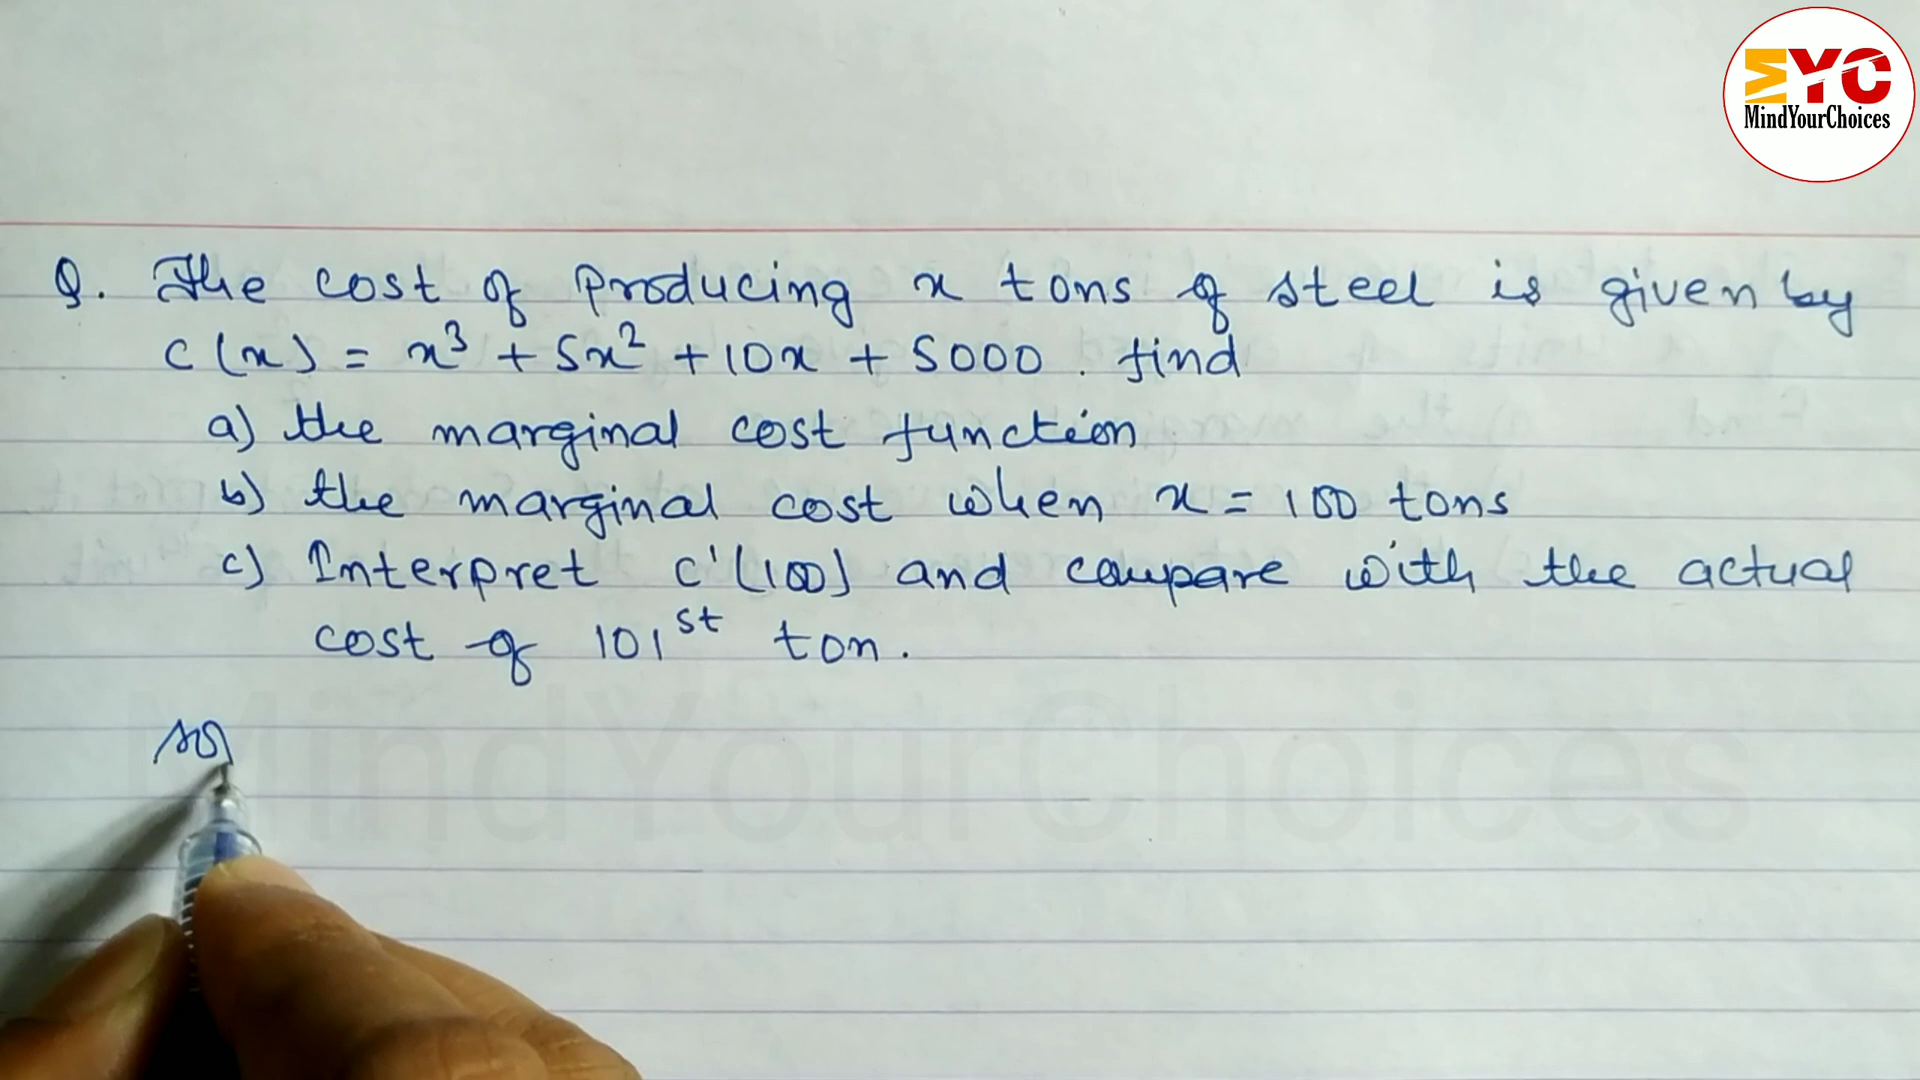 MYC
MindYourChoices
Q. The cost of producing x tons of steel is given by
C(x) = x³ + 5x² + 10x + 5000. find
a) the marginal cost function
b) the marginal cost when x = 100 tons
c) Interpret C'(100) and compare with the actual
cost of 101st ton.
sol
MindYourChoices